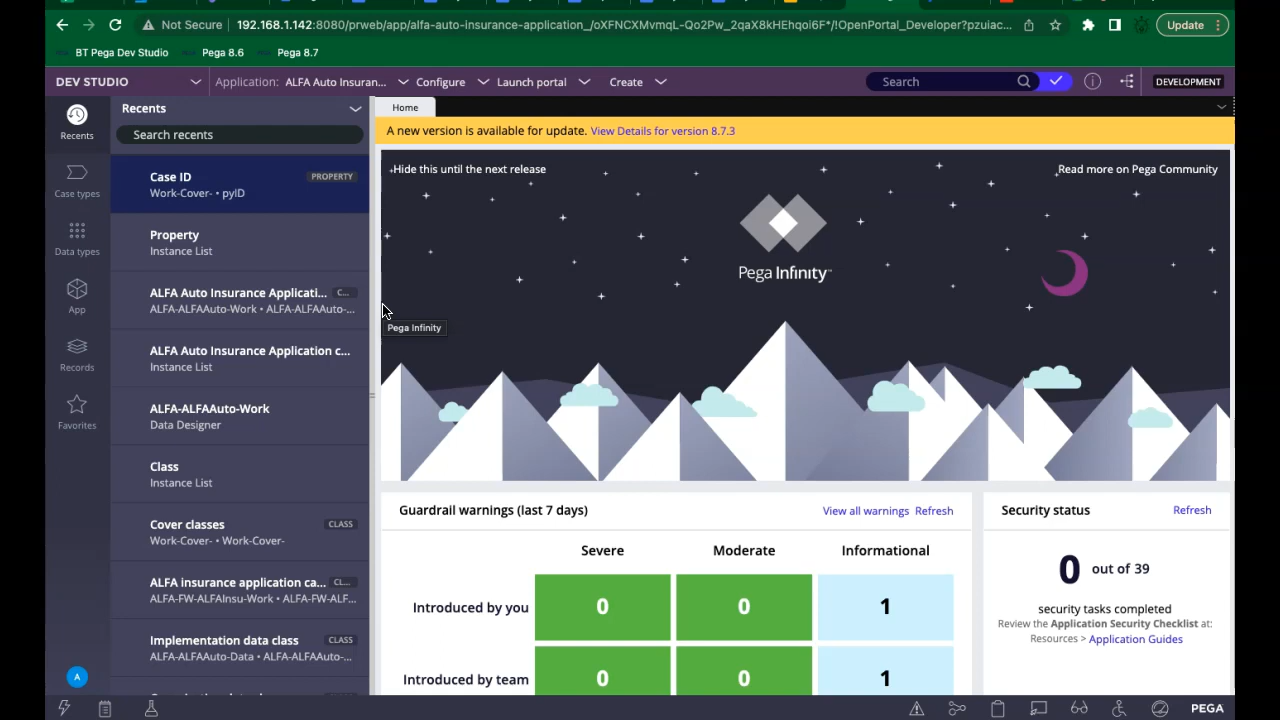 Not Secure
192.168.1.142:8080/prweb/app/alfa-auto-insurance-application_/oXFNCXMvmqL-Qo2Pw_2qaX8kHEhqoi6F*/!OpenPortal_Developer?pzuiac...
Update
BT Pega Dev Studio
Pega 8.6
Pega 8.7
DEV STUDIO
Application: ALFA Auto Insuran...
Configure
Launch portal
Create
Search
DEVELOPMENT
Recents
Case types
Data types
App
Records
Favorites
A
Recents
Search recents
Case ID
PROPERTY
Work-Cover- • pyID
Property
Instance List
ALFA Auto Insurance Applicati...
C...
ALFA-ALFAAuto-Work • ALFA-ALFAAuto-...
ALFA Auto Insurance Application c...
Instance List
ALFA-ALFAAuto-Work
Data Designer
Class
Instance List
Cover classes
CLASS
Work-Cover- • Work-Cover-
ALFA insurance application ca...
CL...
ALFA-FW-ALFAInsu-Work • ALFA-FW-ALF...
Implementation data class
CLASS
ALFA-ALFAAuto-Data • ALFA-ALFAAuto-...
Home
A new version is available for update. View Details for version 8.7.3
Hide this until the next release
Read more on Pega Community
Pega Infinity™
Pega Infinity
Guardrail warnings (last 7 days)
View all warnings
Refresh
Severe
Moderate
Informational
Introduced by you
0
0
1
Introduced by team
0
0
1
Security status
Refresh
0 out of 39
security tasks completed
Review the Application Security Checklist at:
Resources > Application Guides
PEGA